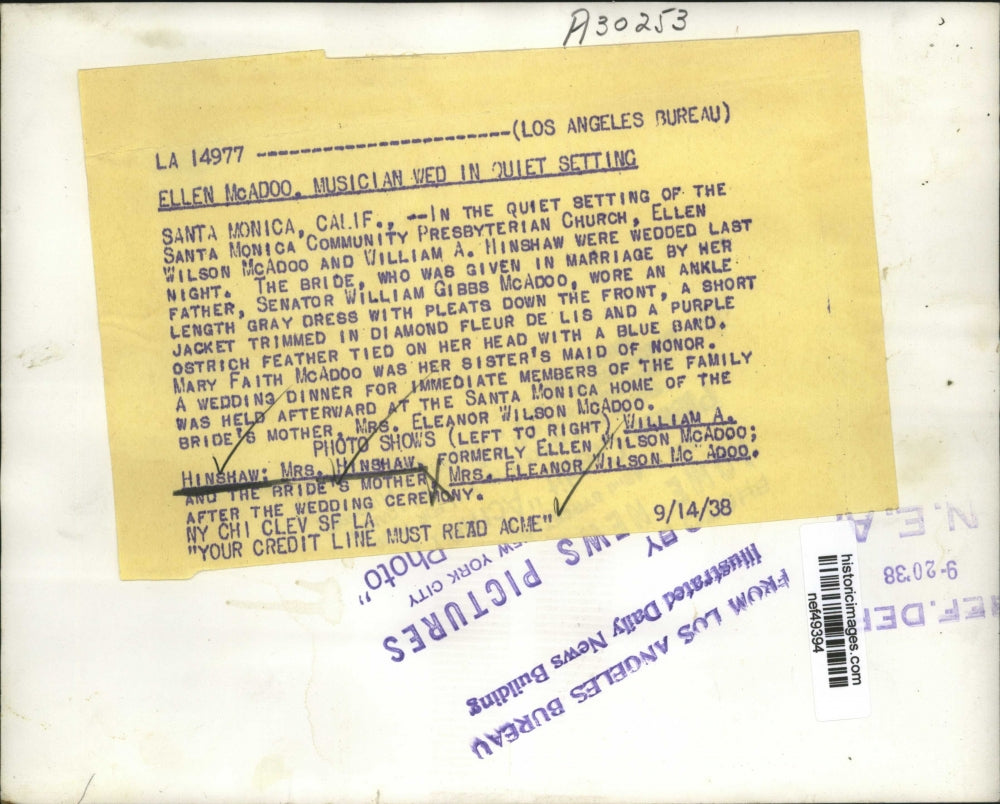 A30253
LA 14977 ------------------------(LOS ANGELES BUREAU)
ELLEN McADOO, MUSICIAN WED IN QUIET SETTING
SANTA MONICA, CALIF., --IN THE QUIET SETTING OF THE
SANTA MONICA COMMUNITY PRESBYTERIAN CHURCH, ELLEN
WILSON McADOO AND WILLIAM A. HINSHAW WERE WEDDED LAST
NIGHT. THE BRIDE, WHO WAS GIVEN IN MARRIAGE BY HER
FATHER, SENATOR WILLIAM GIBBS McADOO, WORE AN ANKLE
LENGTH GRAY DRESS WITH PLEATS DOWN THE FRONT, A SHORT
JACKET TRIMMED IN DIAMOND FLEUR DE LIS AND A PURPLE
OSTRICH FEATHER TIED ON HER HEAD WITH A BLUE BAND.
MARY FAITH McADOO WAS HER SISTER'S MAID OF HONOR.
A WEDDING DINNER FOR IMMEDIATE MEMBERS OF THE FAMILY
WAS HELD AFTERWARD AT THE SANTA MONICA HOME OF THE
BRIDE'S MOTHER, MRS. ELEANOR WILSON McADOO.
PHOTO SHOWS (LEFT TO RIGHT) WILLIAM A.
HINSHAW; MRS. HINSHAW, FORMERLY ELLEN WILSON McADOO;
AND THE BRIDE'S MOTHER, MRS. ELEANOR WILSON McADOO,
AFTER THE WEDDING CEREMONY.
NY CHI CLEV SF LA
"YOUR CREDIT LINE MUST READ ACME" 9/14/38
PICTURES
YORK CITY
Photo"
FROM LOS ANGELES BUREAU
Illustrated Daily News Building
N.E.A.
9-20'38
historicimages.com
nef49394